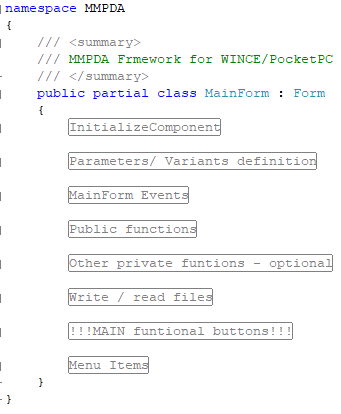 namespace MMPDA
{
/// <summary>
/// MMPDA Frmework for WINCE/PocketPC
/// </summary>
public partial class MainForm : Form
{
InitializeComponent
Parameters/ Variants definition
MainForm Events
Public functions
Other private funtions - optional
Write / read files
!!!MAIN funtional buttons!!!
Menu Items
}
}